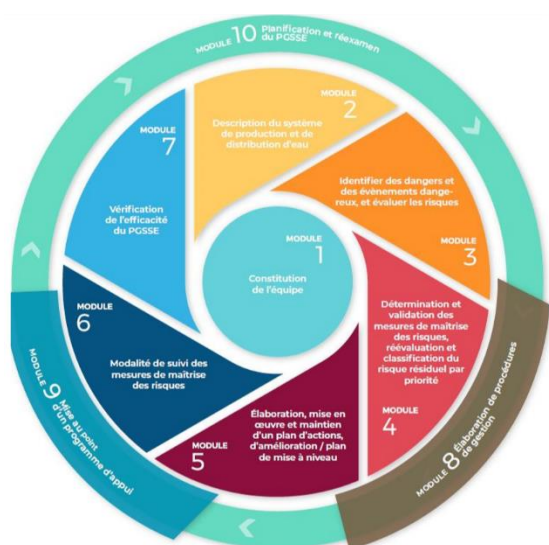 MODULE 10 Planification et réexamen
du PGSSE
MODULE
2
Description du système
de production et de
distribution d'eau
MODULE
7
Vérification
de l'efficacité
du PGSSE
Identifier des dangers et
des évènements dange-
reux, et évaluer les risques
MODULE
3
MODULE
1
Constitution
de l'équipe
MODULE
6
Modalité de suivi des
mesures de maîtrise
des risques
Détermination et
validation des
mesures de maîtrise
des risques,
réévaluation et
classification du
risque résiduel par
priorité
MODULE
4
Élaboration, mise en
œuvre et maintien
d'un plan d'actions,
d'amélioration / plan
de mise à niveau
MODULE
5
MODULE 9 Mise au point
d'un programme d'appui
MODULE 8 Élaboration de procédures
de gestion